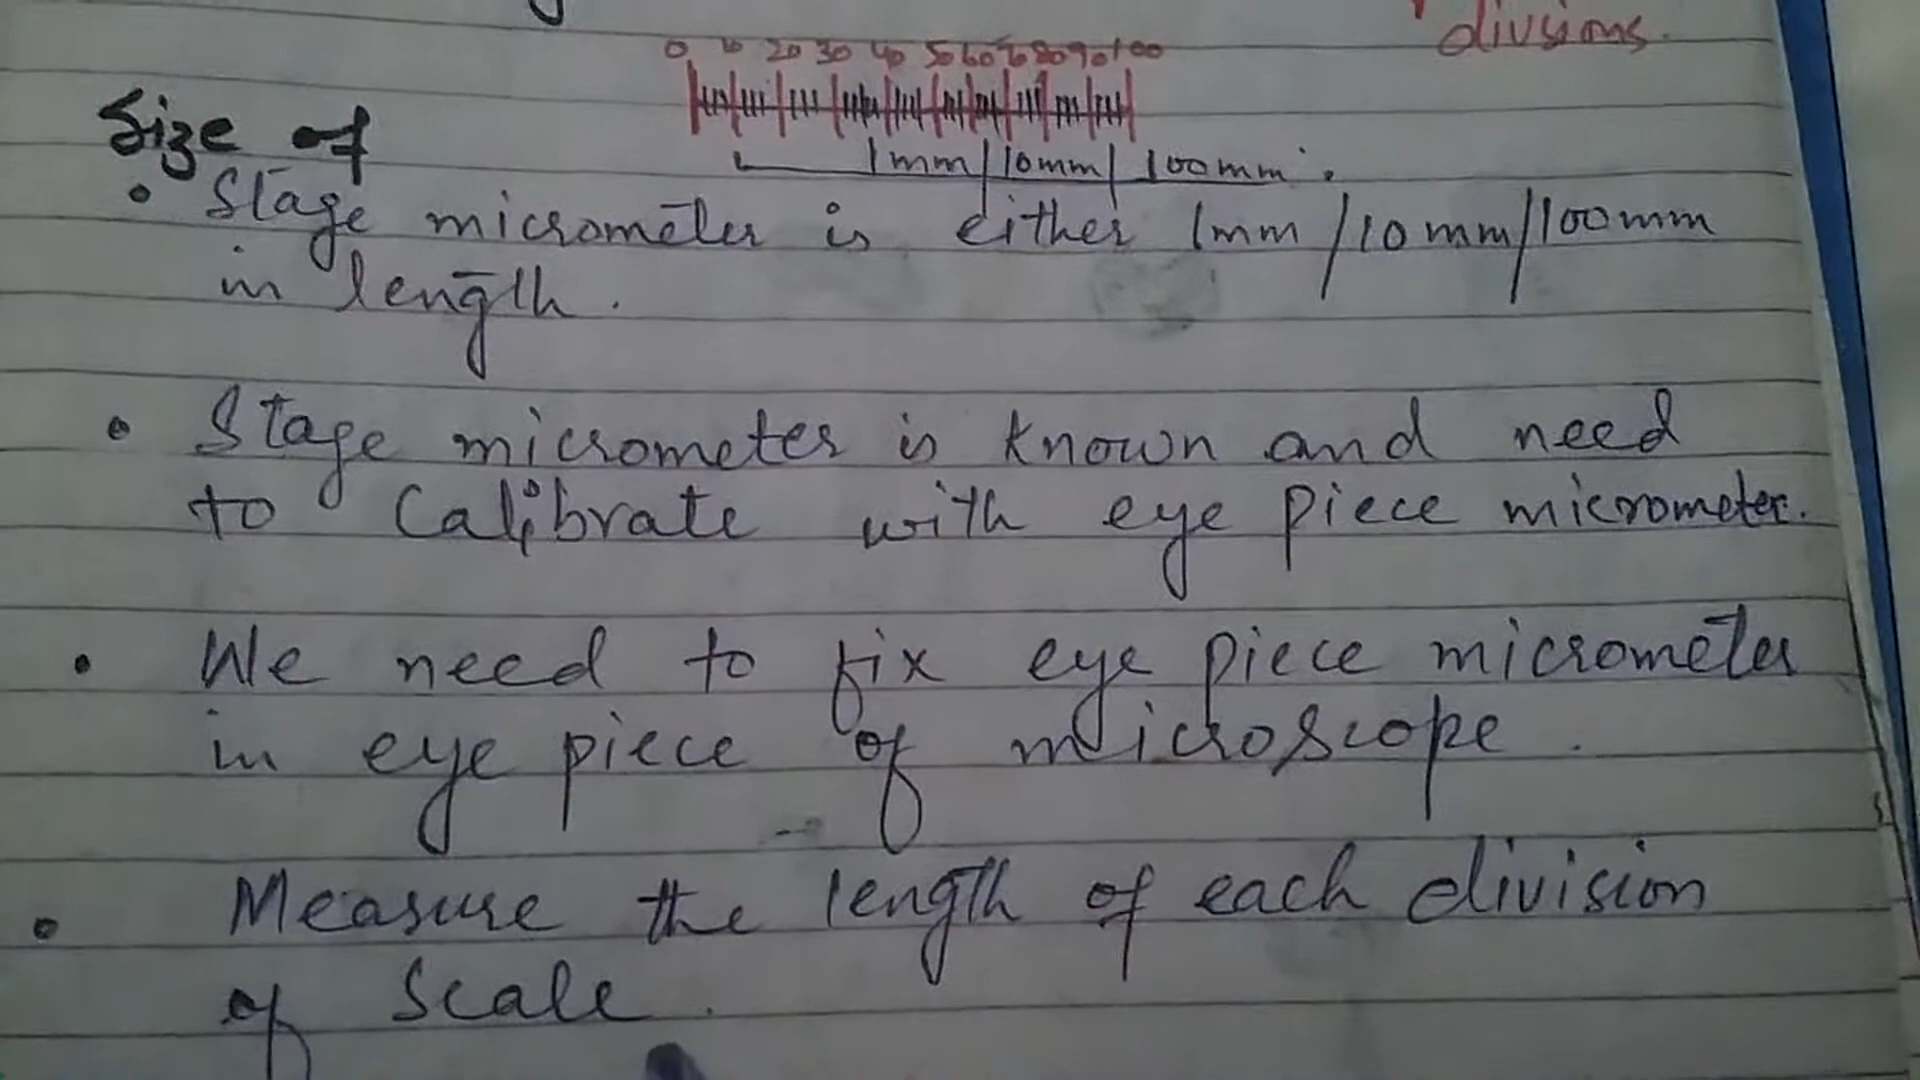 divisions.
0 10 20 30 40 50 60 70 80 90 100
1mm/10mm/100mm.
Size of
• Stage micrometer is either 1mm/10mm/100mm
in length.
• Stage micrometer is known and need
to Calibrate with eye piece micrometer.
• We need to fix eye piece micrometer
in eye piece of microscope.
• Measure the length of each division
of Scale.